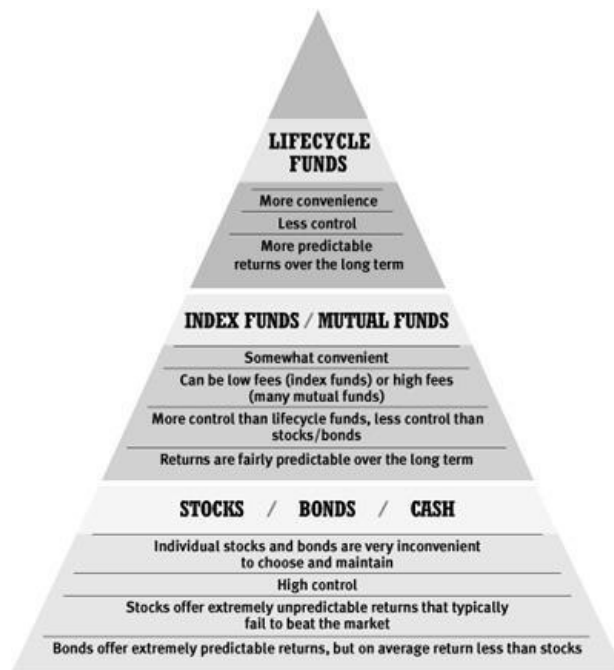 LIFECYCLE
FUNDS
More convenience
Less control
More predictable
returns over the long term
INDEX FUNDS / MUTUAL FUNDS
Somewhat convenient
Can be low fees (index funds) or high fees
(many mutual funds)
More control than lifecycle funds, less control than
stocks/bonds
Returns are fairly predictable over the long term
STOCKS / BONDS / CASH
Individual stocks and bonds are very inconvenient
to choose and maintain
High control
Stocks offer extremely unpredictable returns that typically
fail to beat the market
Bonds offer extremely predictable returns, but on average return less than stocks